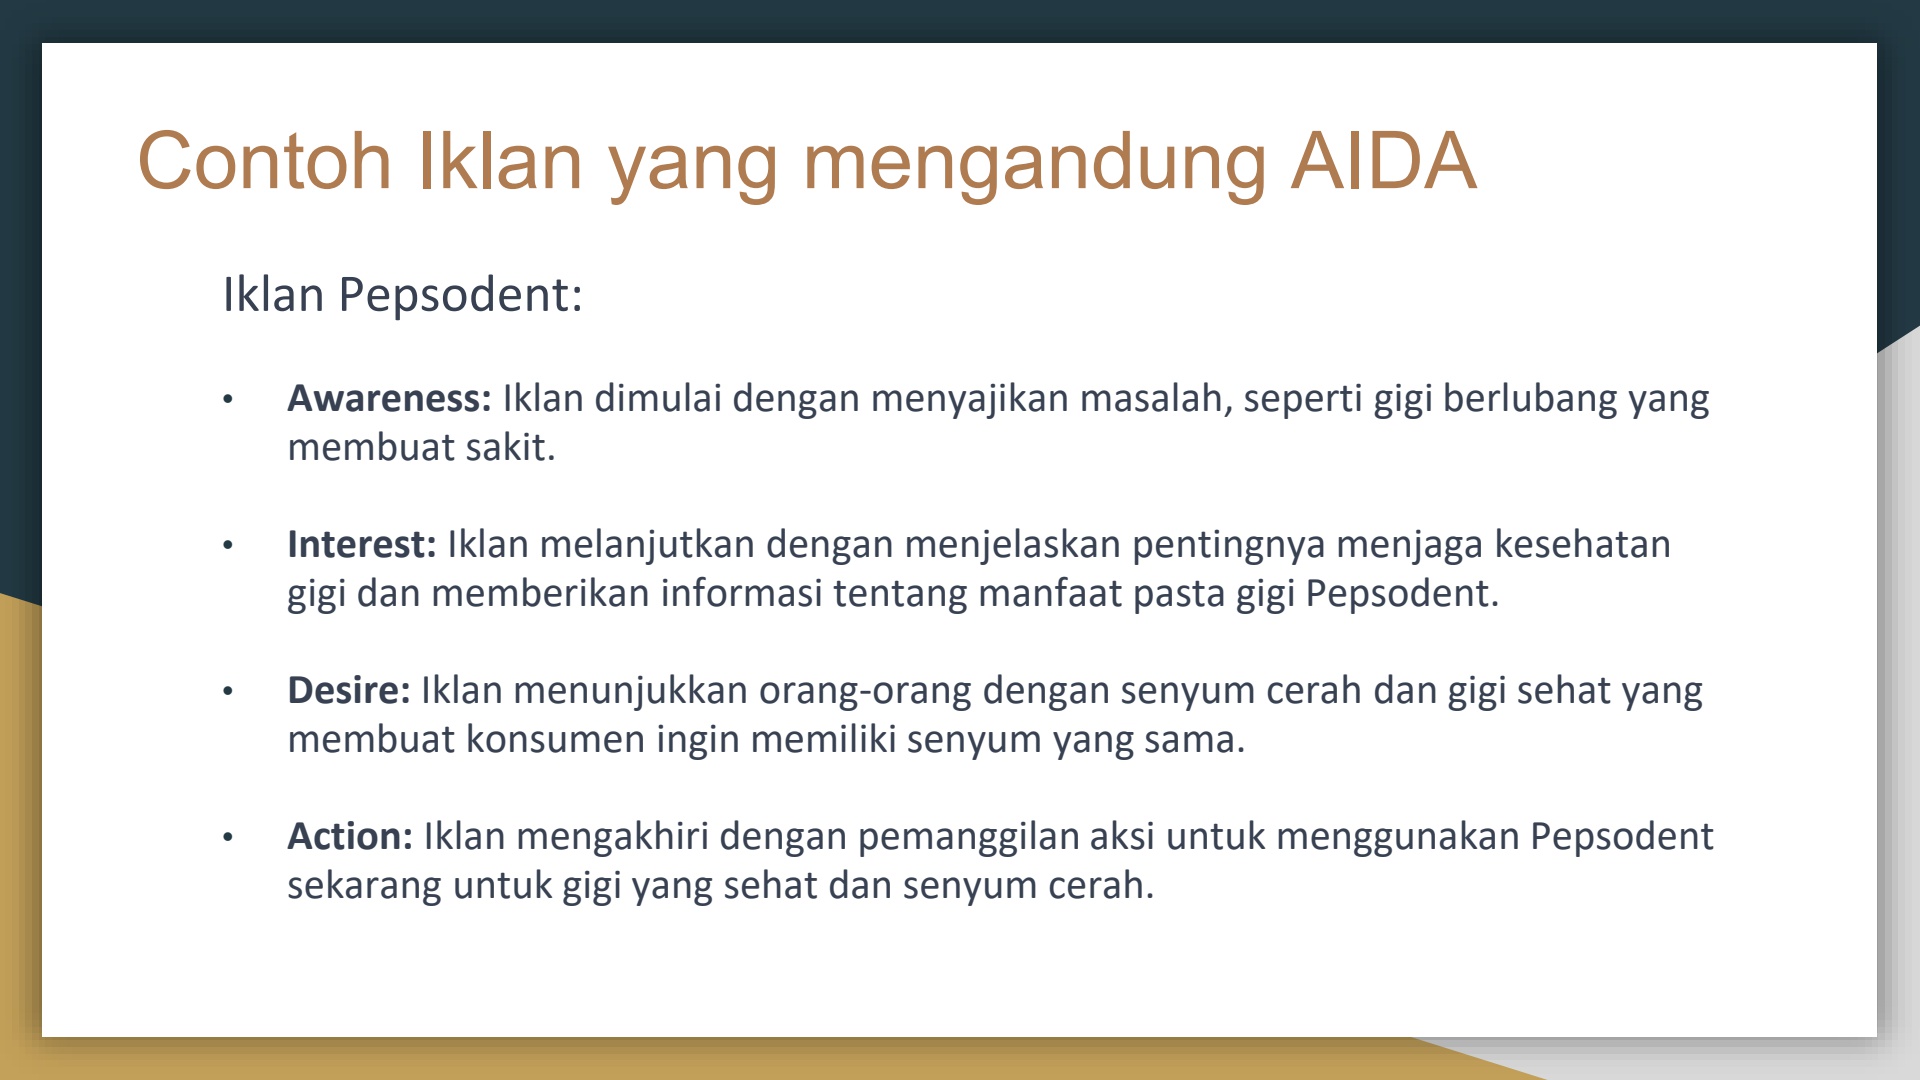 Contoh Iklan yang mengandung AIDA
Iklan Pepsodent:
• Awareness: Iklan dimulai dengan menyajikan masalah, seperti gigi berlubang yang
membuat sakit.
• Interest: Iklan melanjutkan dengan menjelaskan pentingnya menjaga kesehatan
gigi dan memberikan informasi tentang manfaat pasta gigi Pepsodent.
• Desire: Iklan menunjukkan orang-orang dengan senyum cerah dan gigi sehat yang
membuat konsumen ingin memiliki senyum yang sama.
• Action: Iklan mengakhiri dengan pemanggilan aksi untuk menggunakan Pepsodent
sekarang untuk gigi yang sehat dan senyum cerah.